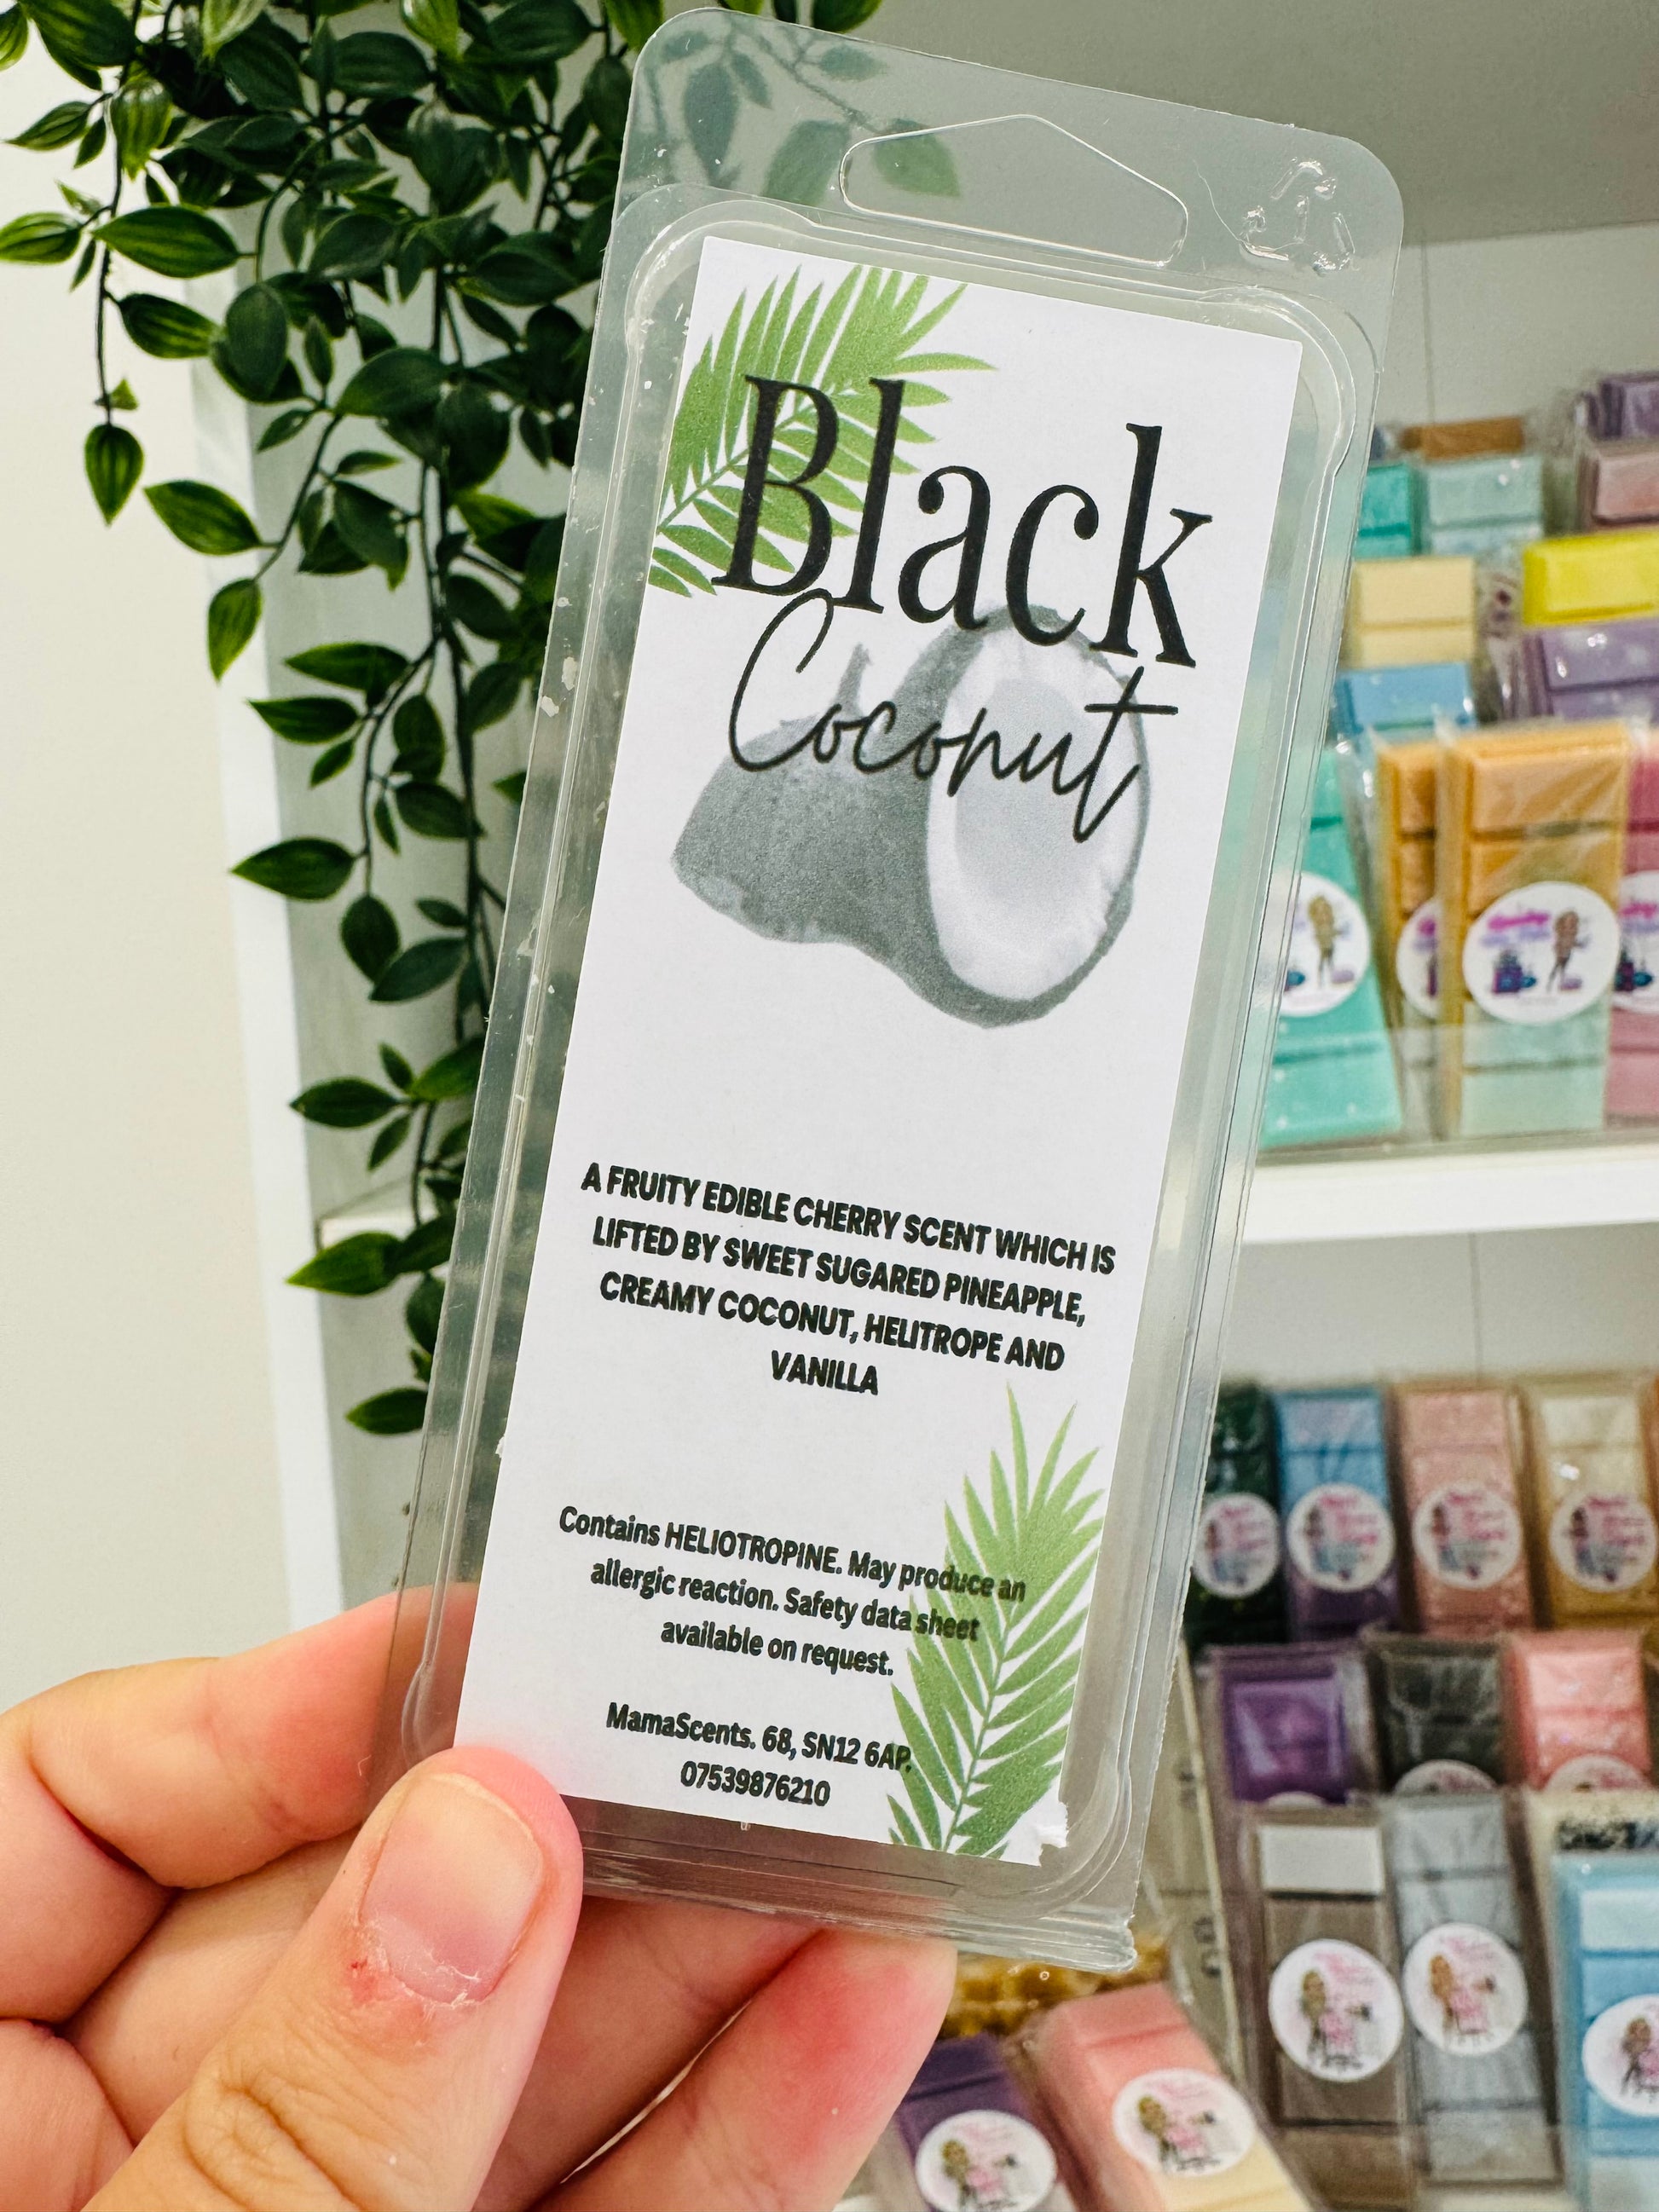 Black
Coconut
A FRUITY EDIBLE CHERRY SCENT WHICH IS
LIFTED BY SWEET SUGARED PINEAPPLE,
CREAMY COCONUT, HELITROPE AND
VANILLA
Contains HELIOTROPINE. May produce an
allergic reaction. Safety data sheet
available on request.
MamaScents. 68, SN12 6AP.
07539876210